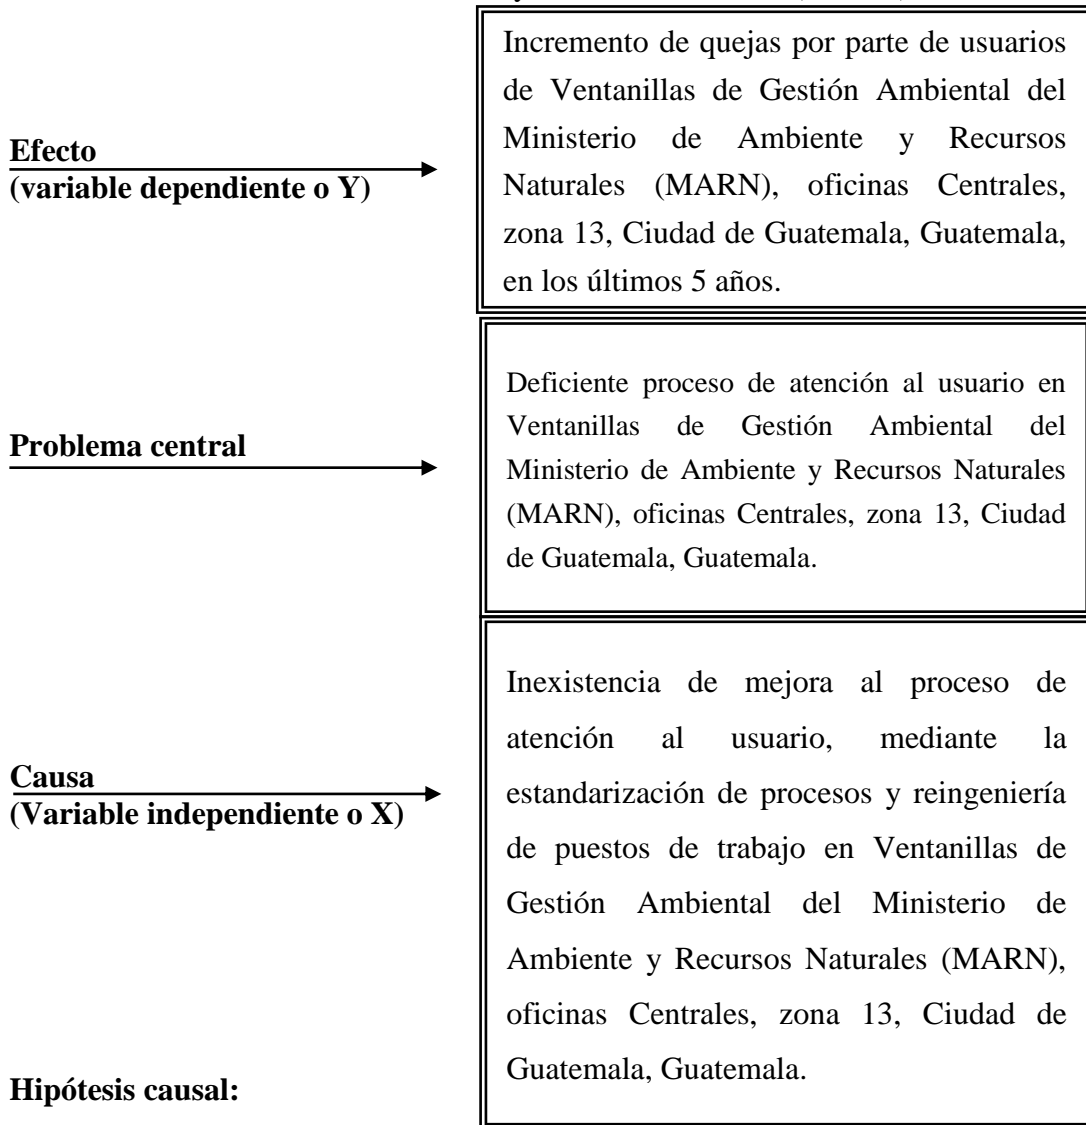 Incremento de quejas por parte de usuarios
de Ventanillas de Gestión Ambiental del
Ministerio de Ambiente y Recursos
Naturales (MARN), oficinas Centrales,
zona 13, Ciudad de Guatemala, Guatemala,
en los últimos 5 años.
Efecto
(variable dependiente o Y)
Deficiente proceso de atención al usuario en
Ventanillas de Gestión Ambiental del
Ministerio de Ambiente y Recursos Naturales
(MARN), oficinas Centrales, zona 13, Ciudad
de Guatemala, Guatemala.
Problema central
Inexistencia de mejora al proceso de
atención al usuario, mediante la
estandarización de procesos y reingeniería
de puestos de trabajo en Ventanillas de
Gestión Ambiental del Ministerio de
Ambiente y Recursos Naturales (MARN),
oficinas Centrales, zona 13, Ciudad de
Guatemala, Guatemala.
Causa
(Variable independiente o X)
Hipótesis causal: